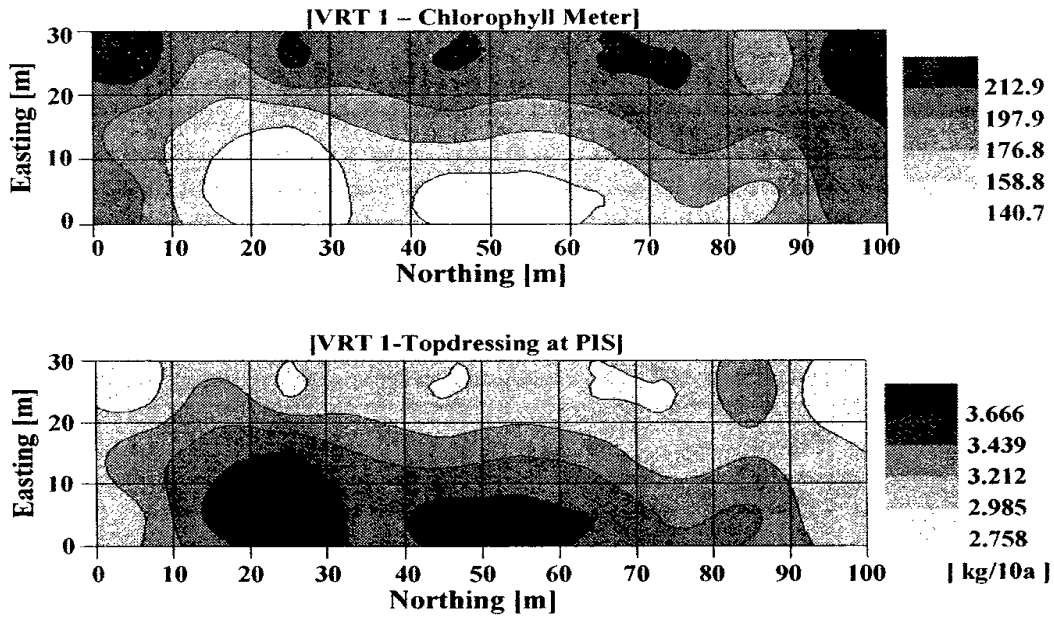 [VRT 1 – Chlorophyll Meter]
30
20
10
0
Easting [m]
0 10 20 30 40 50 60 70 80 90 100
Northing [m]
212.9
197.9
176.8
158.8
140.7
[VRT 1-Topdressing at PIS]
30
20
10
0
Easting [m]
0 10 20 30 40 50 60 70 80 90 100
Northing [m]
3.666
3.439
3.212
2.985
2.758
[ kg/10a ]